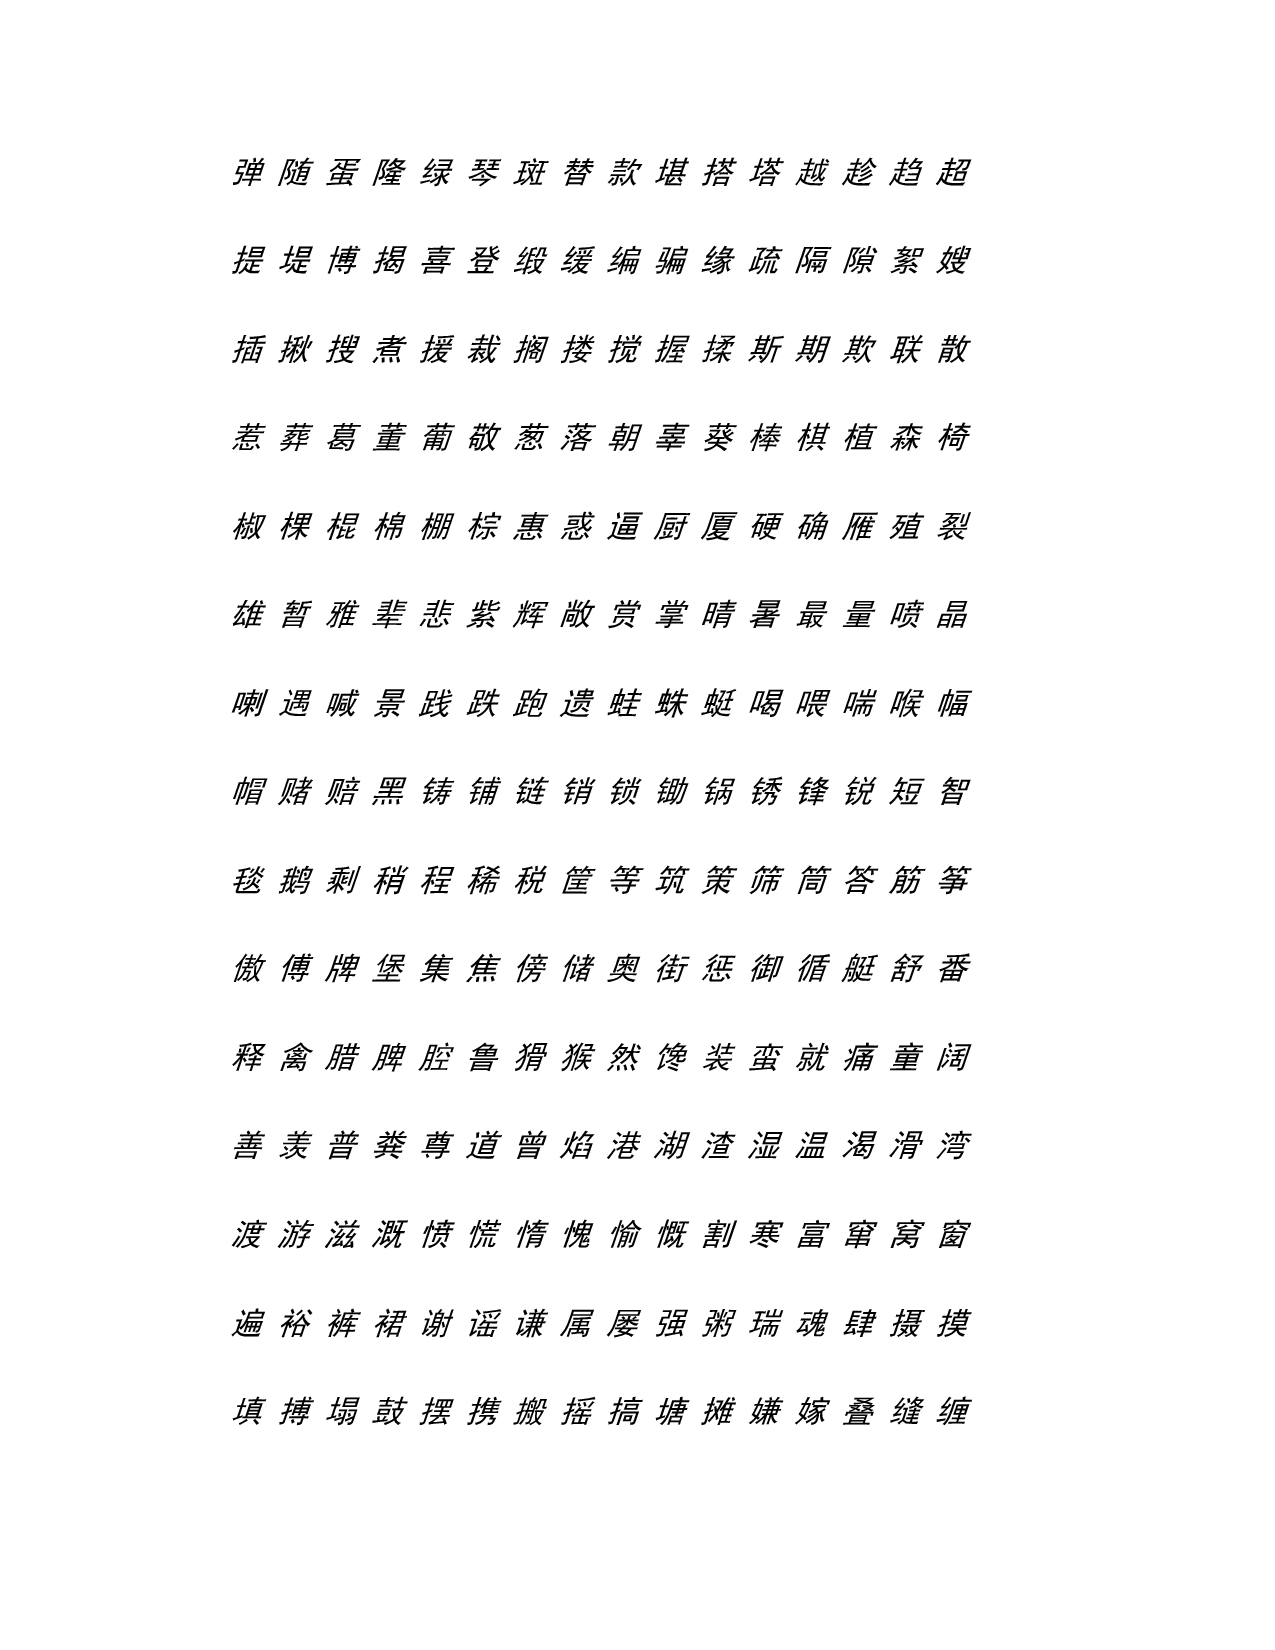 弹 随 蛋 隆 绿 琴 斑 替 款 堪 搭 塔 越 趁 趋 超
提 堤 博 揭 喜 登 缎 缓 编 骗 缘 疏 隔 隙 絮 嫂
插 揪 搜 煮 援 裁 搁 搂 搅 握 揉 斯 期 欺 联 散
惹 葬 葛 董 葡 敬 葱 落 朝 辜 葵 棒 棋 植 森 椅
椒 棵 棍 棉 棚 棕 惠 惑 逼 厨 厦 硬 确 雁 殖 裂
雄 暂 雅 辈 悲 紫 辉 敞 赏 掌 晴 暑 最 量 喷 晶
喇 遇 喊 景 践 跌 跑 遗 蛙 蛛 蜓 喝 喂 喘 喉 幅
帽 赌 赔 黑 铸 铺 链 销 锁 锄 锅 锈 锋 锐 短 智
毯 鹅 剩 稍 程 稀 税 筐 等 筑 策 筛 筒 答 筋 筝
傲 傅 牌 堡 集 焦 傍 储 奥 街 惩 御 循 艇 舒 番
释 禽 腊 脾 腔 鲁 猾 猴 然 馋 装 蛮 就 痛 童 阔
善 羡 普 粪 尊 道 曾 焰 港 湖 渣 湿 温 渴 滑 湾
渡 游 滋 溉 愤 慌 惰 愧 愉 慨 割 寒 富 窜 窝 窗
遍 裕 裤 裙 谢 谣 谦 属 屡 强 粥 瑞 魂 肆 摄 摸
填 搏 塌 鼓 摆 携 搬 摇 搞 塘 摊 嫌 嫁 叠 缝 缠